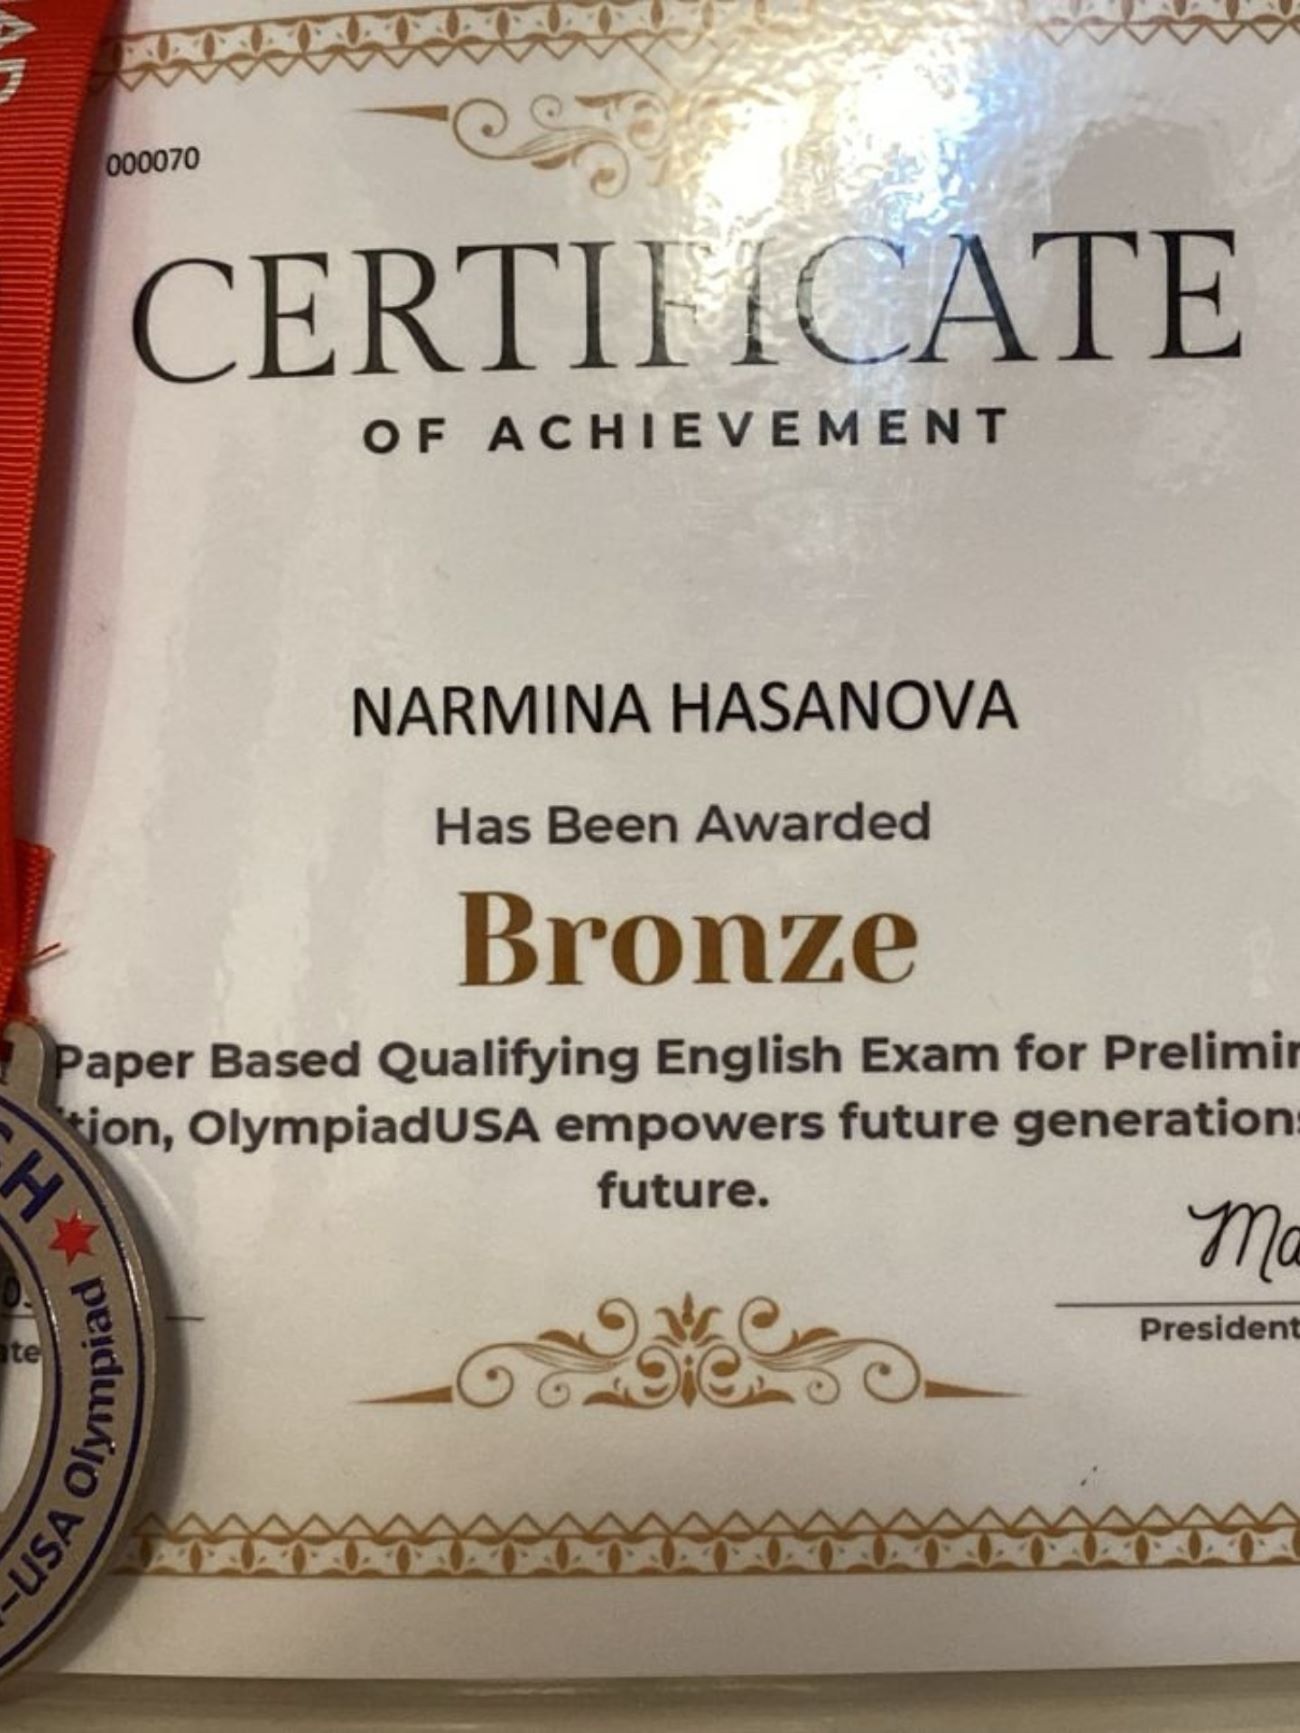 000070
CERTIFICATE
OF ACHIEVEMENT
NARMINA HASANOVA
Has Been Awarded
Bronze
Paper Based Qualifying English Exam for
OlympiadUSA empowers future generations
future.
President
USA Olympiad